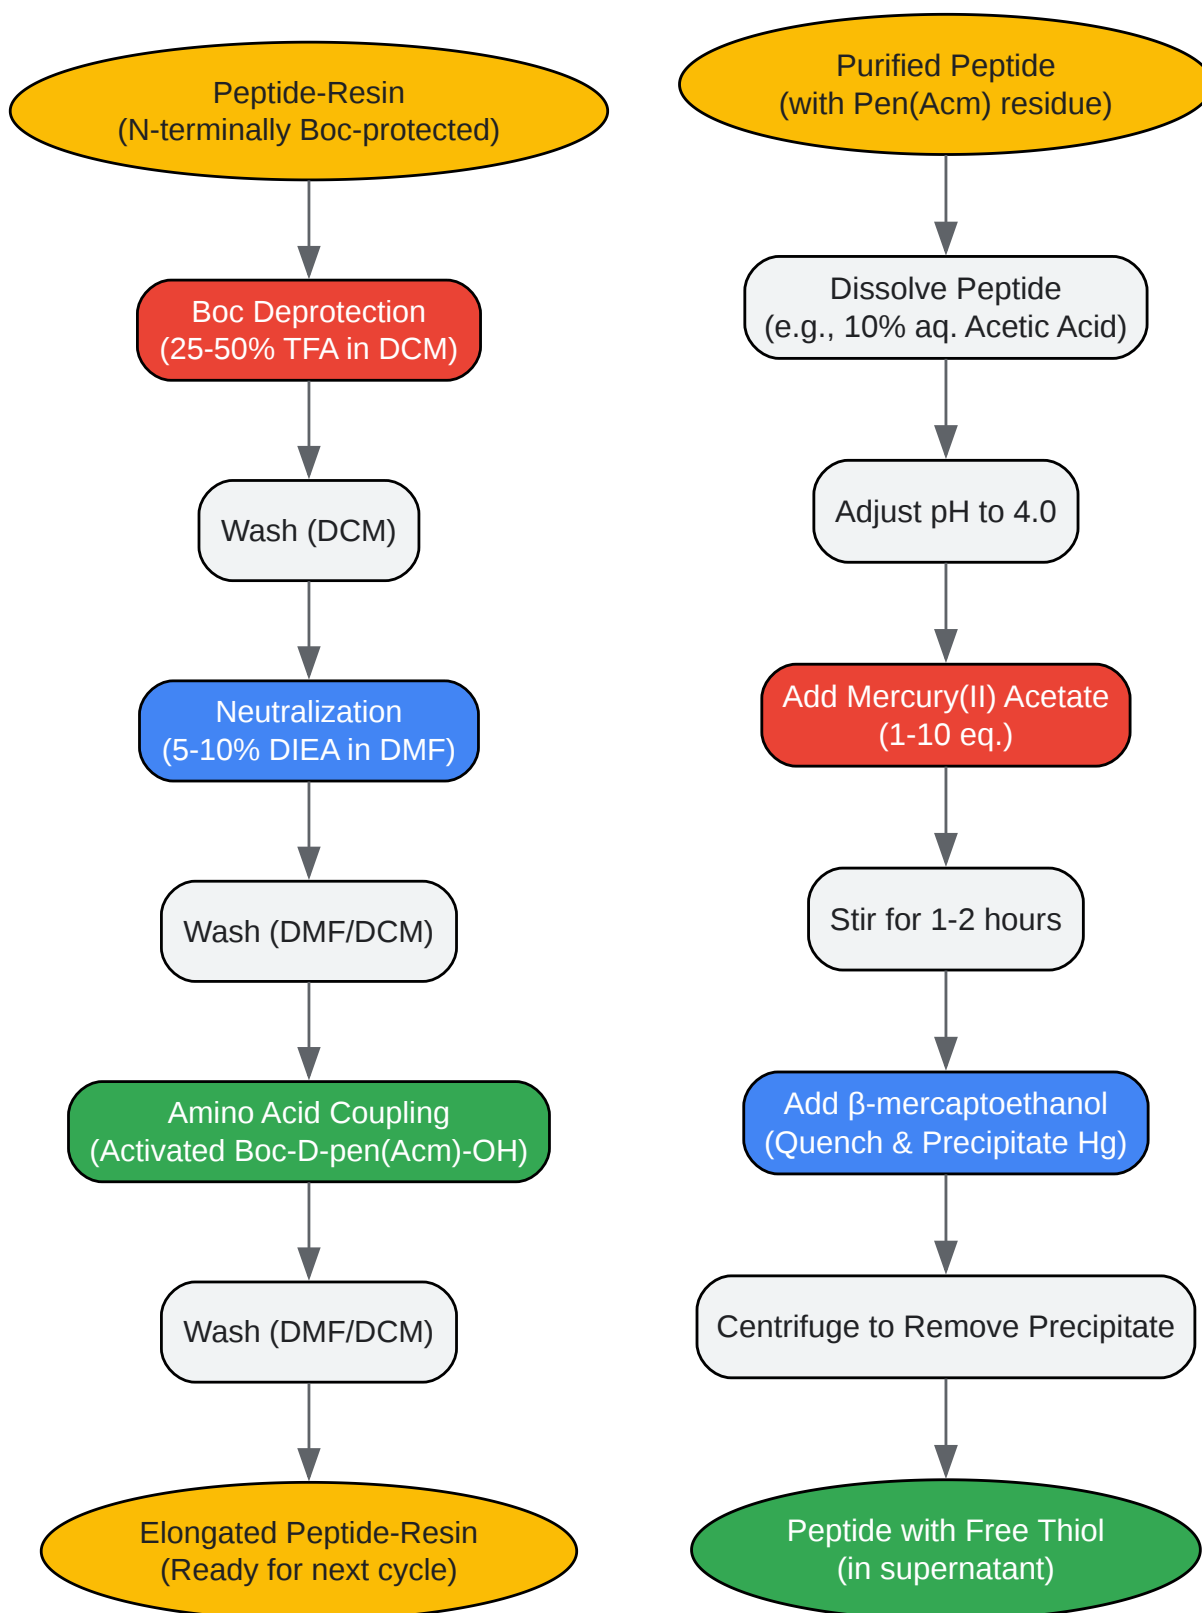 Peptide-Resin
(N-terminally Boc-protected)
Boc Deprotection
(25-50% TFA in DCM)
Wash (DCM)
Neutralization
(5-10% DIEA in DMF)
Wash (DMF/DCM)
Amino Acid Coupling
(Activated Boc-D-pen(Acm)-OH)
Wash (DMF/DCM)
Elongated Peptide-Resin
(Ready for next cycle)
Purified Peptide
(with Pen(Acm) residue)
Dissolve Peptide
(e.g., 10% aq. Acetic Acid)
Adjust pH to 4.0
Add Mercury(II) Acetate
(1-10 eq.)
Stir for 1-2 hours
Add β-mercaptoethanol
(Quench & Precipitate Hg)
Centrifuge to Remove Precipitate
Peptide with Free Thiol
(in supernatant)